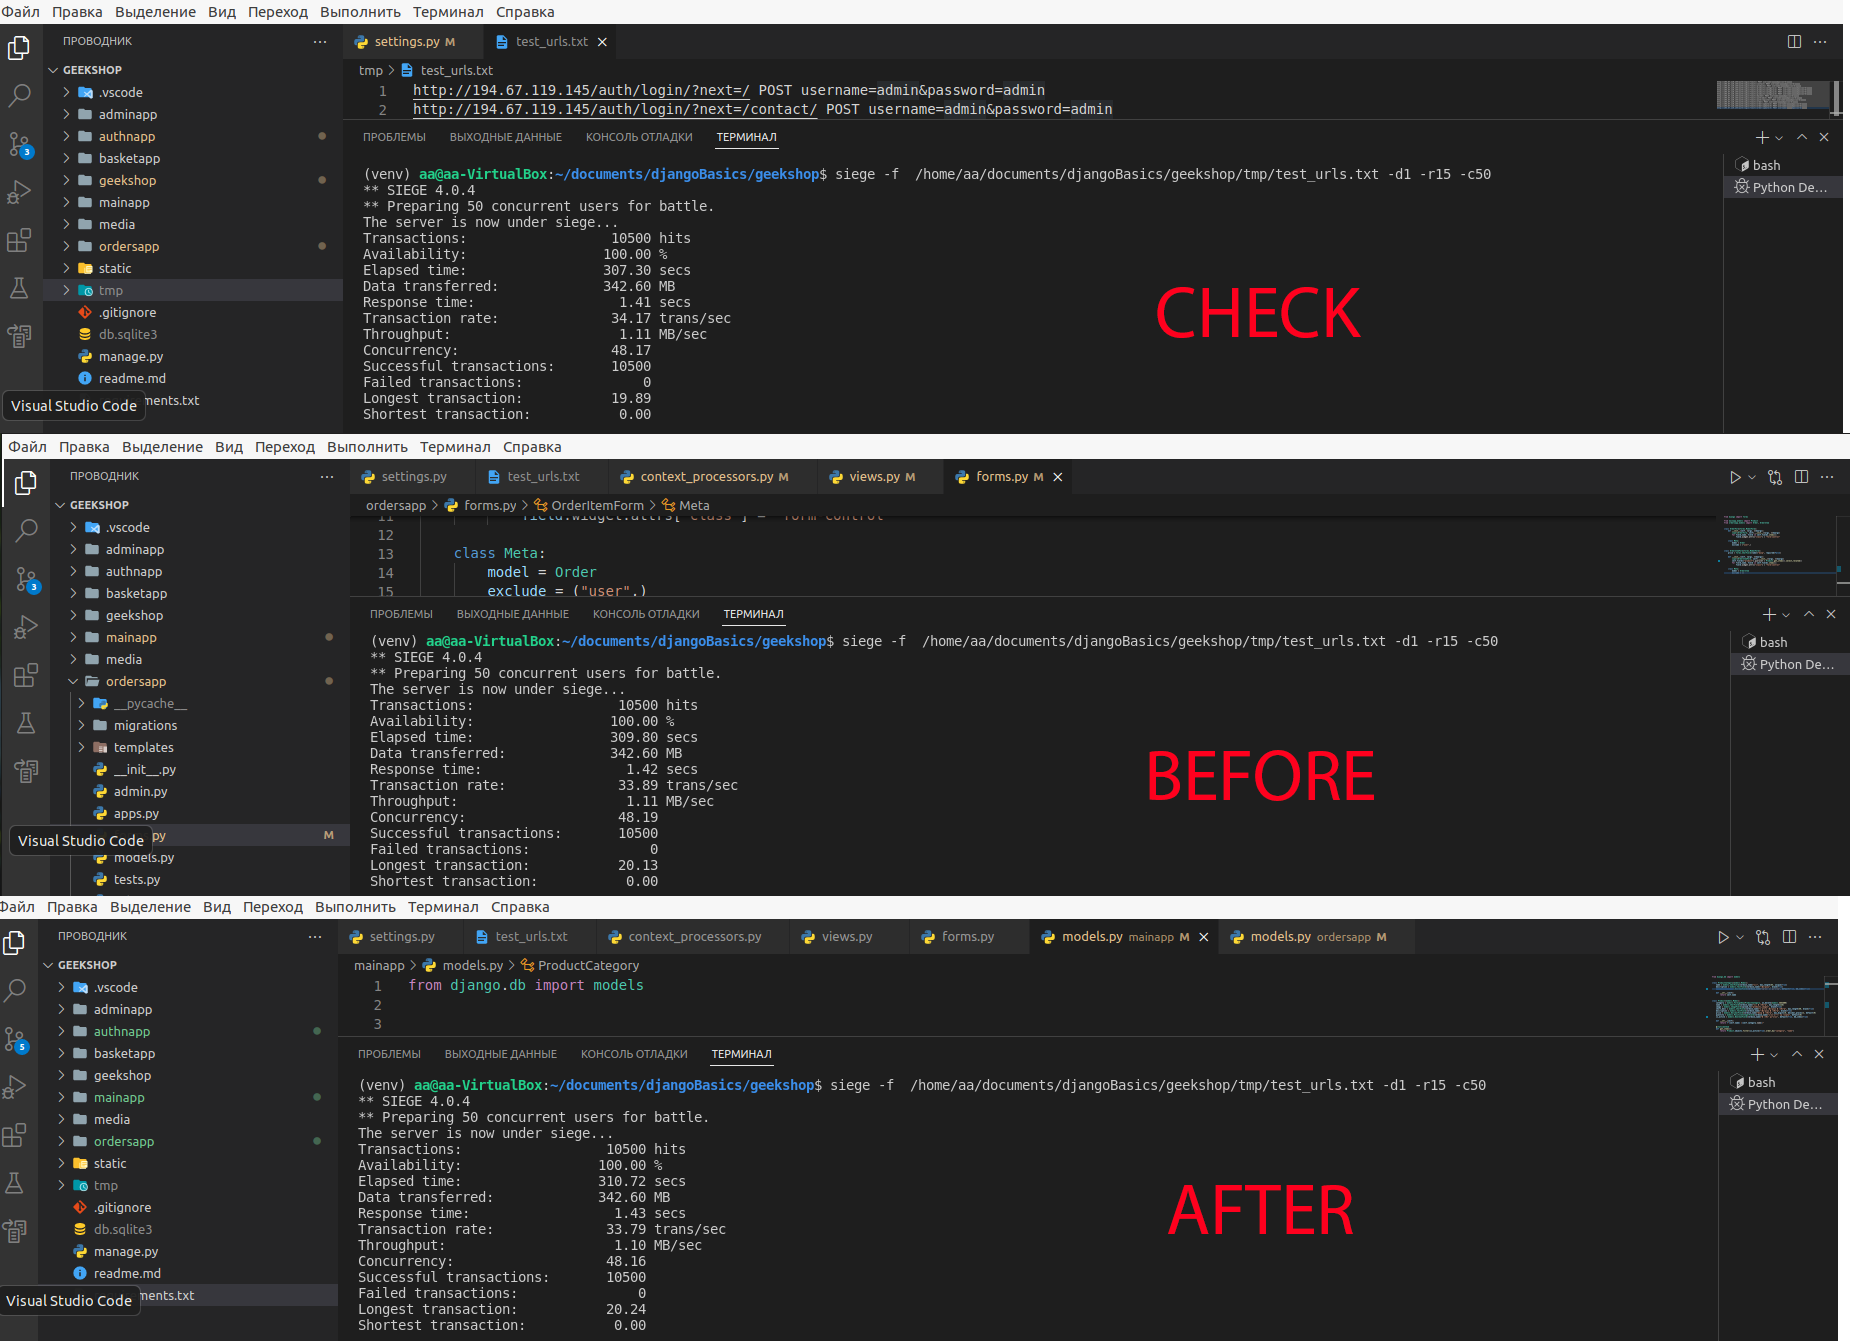 Файл Правка Выделение Вид Переход Выполнить Терминал Справка
ПРОВОДНИК ···
settings.py M test_urls.txt
GEEKSHOP
tmp > test_urls.txt
.vscode
adminapp
authnapp
basketapp
geekshop
mainapp
media
ordersapp
static
tmp
.gitignore
db.sqlite3
manage.py
readme.md
ments.txt
Visual Studio Code
3
1 http://194.67.119.145/auth/login/?next=/ POST username=admin&password=admin
2 http://194.67.119.145/auth/login/?next=/contact/ POST username=admin&password=admin
ПРОБЛЕМЫ ВЫХОДНЫЕ ДАННЫЕ КОНСОЛЬ ОТЛАДКИ ТЕРМИНАЛ
bash
Python De...
(venv) aa@aa-VirtualBox:~/documents/djangoBasics/geekshop$ siege -f  /home/aa/documents/djangoBasics/geekshop/tmp/test_urls.txt -d1 -r15 -c50
** SIEGE 4.0.4
** Preparing 50 concurrent users for battle.
The server is now under siege...
Transactions: 10500 hits
Availability: 100.00 %
Elapsed time: 307.30 secs
Data transferred: 342.60 MB
Response time: 1.41 secs
Transaction rate: 34.17 trans/sec
Throughput: 1.11 MB/sec
Concurrency: 48.17
Successful transactions: 10500
Failed transactions: 0
Longest transaction: 19.89
Shortest transaction: 0.00
CHECK
Файл Правка Выделение Вид Переход Выполнить Терминал Справка
ПРОВОДНИК ···
settings.py test_urls.txt context_processors.py M views.py M forms.py M
GEEKSHOP
ordersapp > forms.py > OrderItemForm > Meta
.vscode
adminapp
authnapp
basketapp
geekshop
mainapp
media
ordersapp
__pycache__
migrations
templates
__init__.py
admin.py
apps.py
py M
models.py
tests.py
Visual Studio Code
3
11 field.widget.attrs["class"] = "form-control"
12
13 class Meta:
14 model = Order
15 exclude = ("user",)
ПРОБЛЕМЫ ВЫХОДНЫЕ ДАННЫЕ КОНСОЛЬ ОТЛАДКИ ТЕРМИНАЛ
bash
Python De...
(venv) aa@aa-VirtualBox:~/documents/djangoBasics/geekshop$ siege -f  /home/aa/documents/djangoBasics/geekshop/tmp/test_urls.txt -d1 -r15 -c50
** SIEGE 4.0.4
** Preparing 50 concurrent users for battle.
The server is now under siege...
Transactions: 10500 hits
Availability: 100.00 %
Elapsed time: 309.80 secs
Data transferred: 342.60 MB
Response time: 1.42 secs
Transaction rate: 33.89 trans/sec
Throughput: 1.11 MB/sec
Concurrency: 48.19
Successful transactions: 10500
Failed transactions: 0
Longest transaction: 20.13
Shortest transaction: 0.00
BEFORE
Файл Правка Выделение Вид Переход Выполнить Терминал Справка
ПРОВОДНИК ···
settings.py test_urls.txt context_processors.py views.py forms.py models.py mainapp M models.py ordersapp M
GEEKSHOP
mainapp > models.py > ProductCategory
.vscode
adminapp
authnapp
basketapp
geekshop
mainapp
media
ordersapp
static
tmp
.gitignore
db.sqlite3
manage.py
readme.md
ments.txt
Visual Studio Code
5
1 from django.db import models
2
3
ПРОБЛЕМЫ ВЫХОДНЫЕ ДАННЫЕ КОНСОЛЬ ОТЛАДКИ ТЕРМИНАЛ
bash
Python De...
(venv) aa@aa-VirtualBox:~/documents/djangoBasics/geekshop$ siege -f  /home/aa/documents/djangoBasics/geekshop/tmp/test_urls.txt -d1 -r15 -c50
** SIEGE 4.0.4
** Preparing 50 concurrent users for battle.
The server is now under siege...
Transactions: 10500 hits
Availability: 100.00 %
Elapsed time: 310.72 secs
Data transferred: 342.60 MB
Response time: 1.43 secs
Transaction rate: 33.79 trans/sec
Throughput: 1.10 MB/sec
Concurrency: 48.16
Successful transactions: 10500
Failed transactions: 0
Longest transaction: 20.24
Shortest transaction: 0.00
AFTER